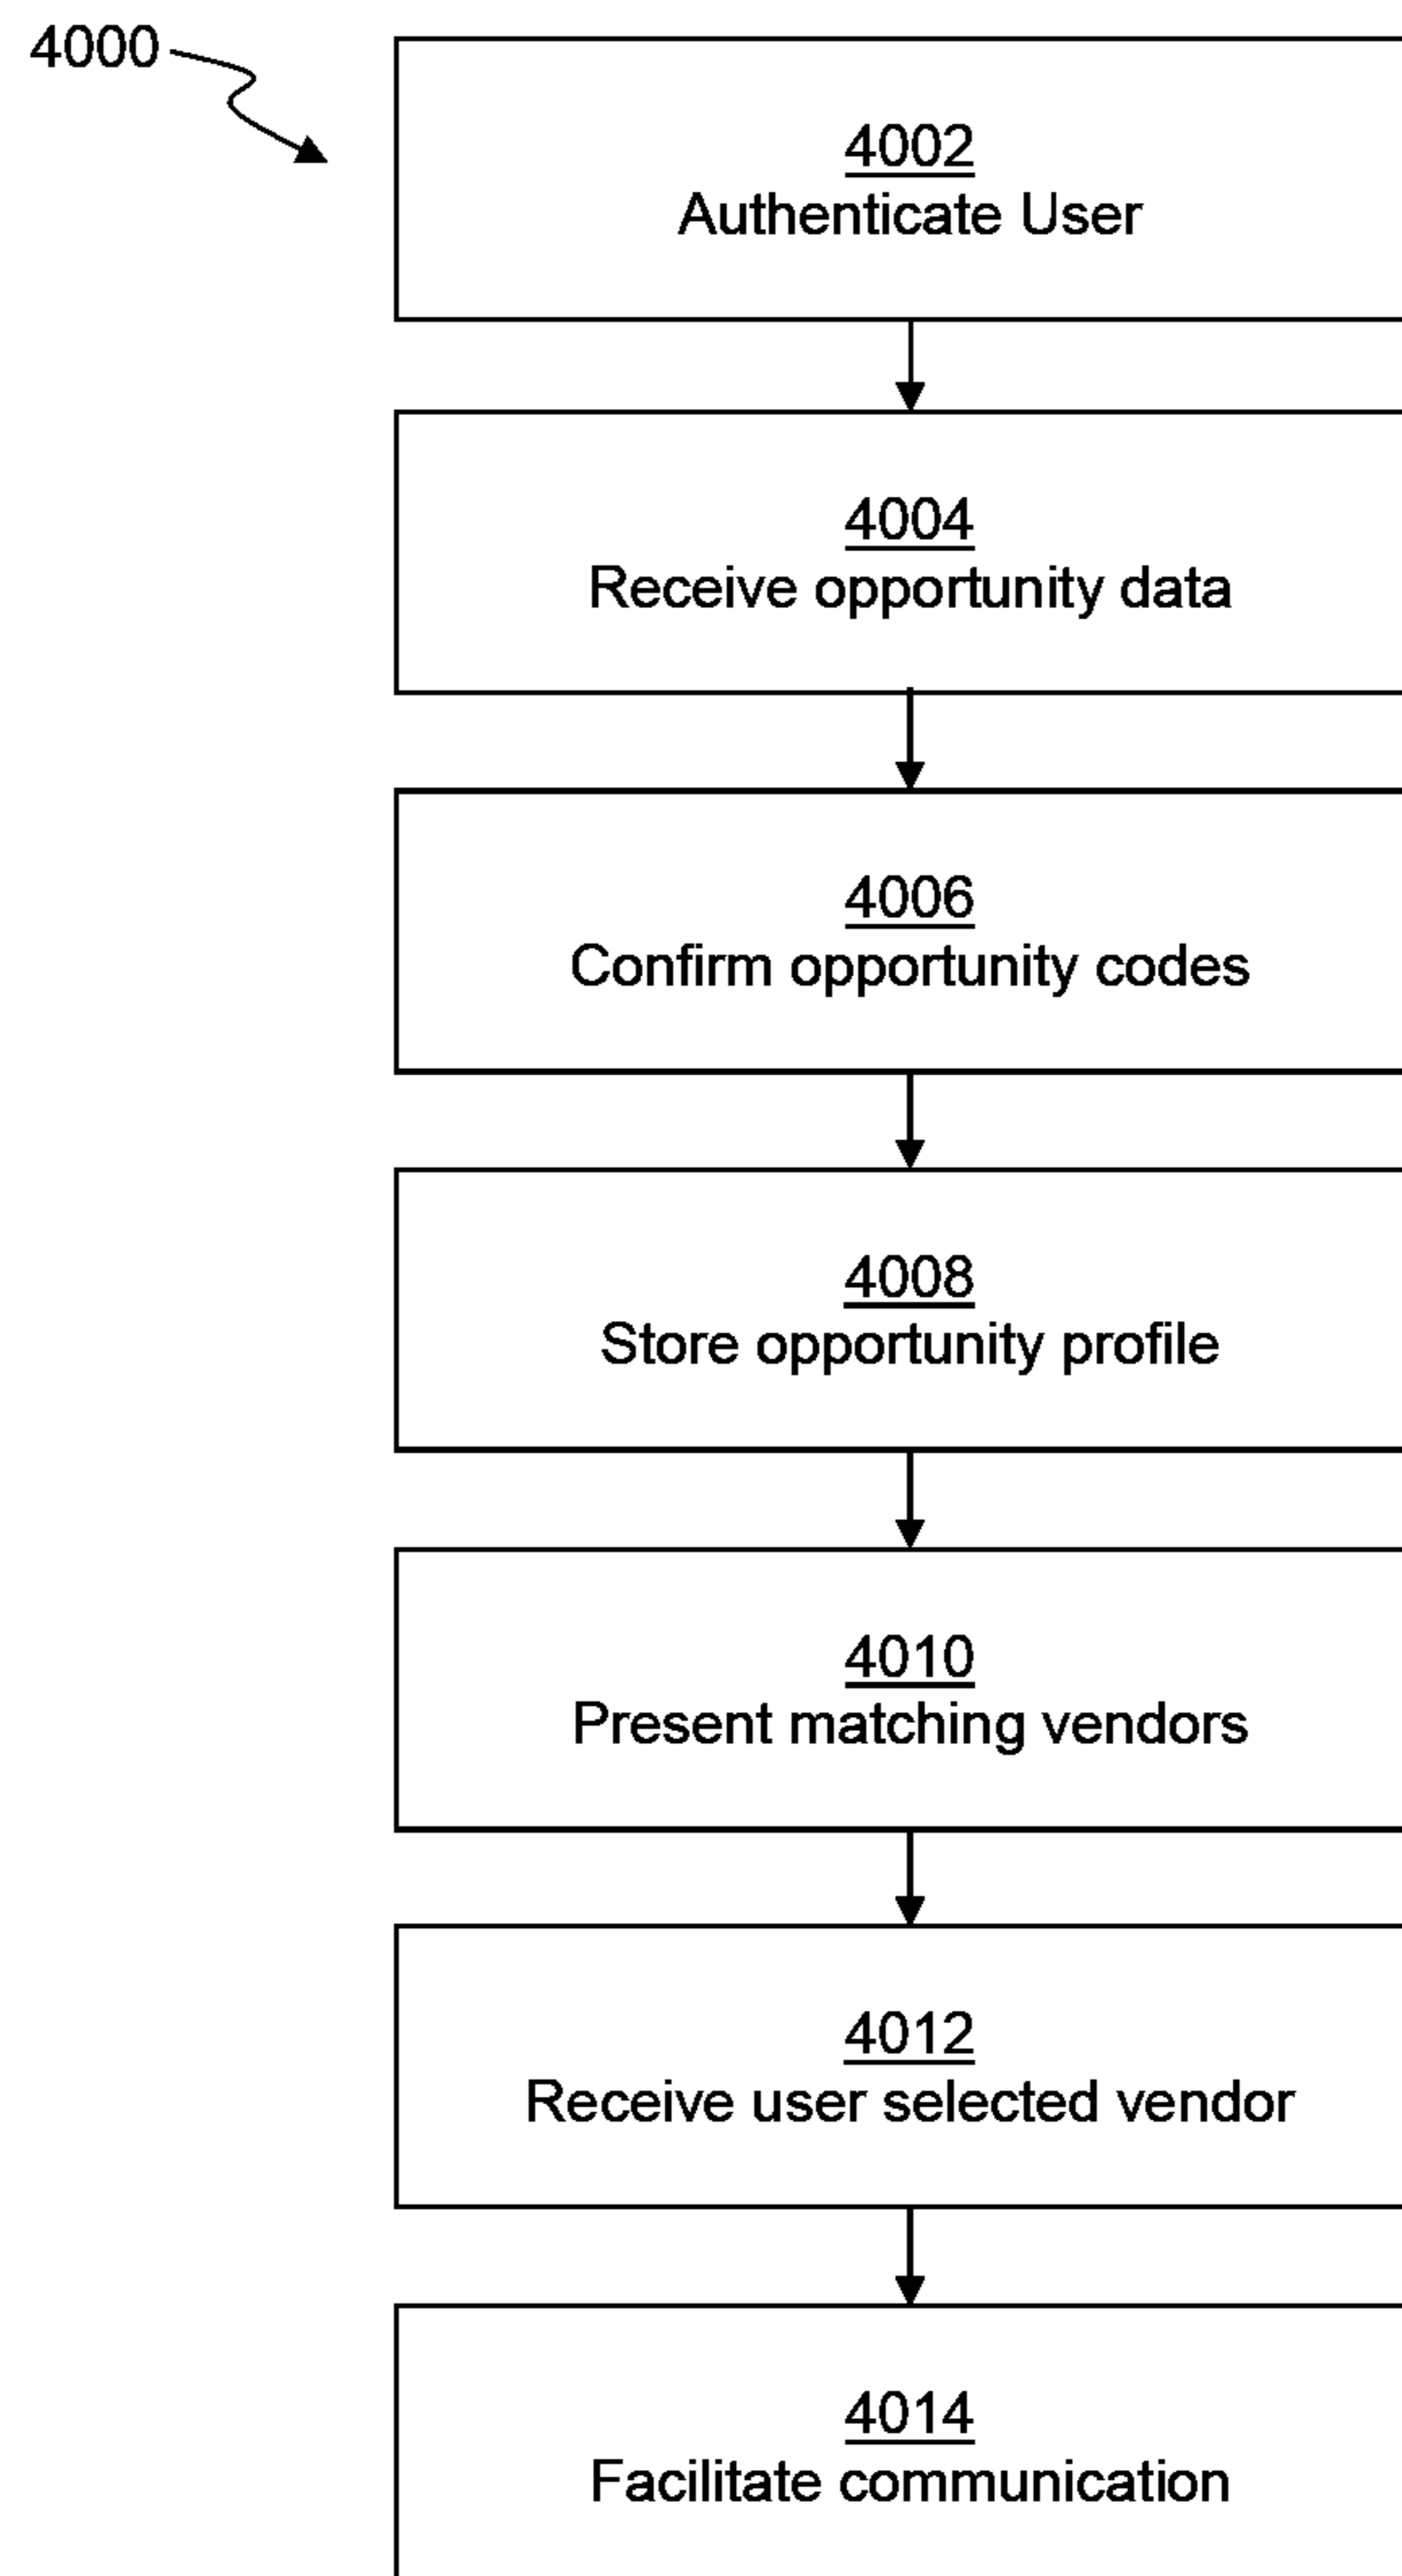 4000
4002
Authenticate User
4004
Receive opportunity data
4006
Confirm opportunity codes
4008
Store opportunity profile
4010
Present matching vendors
4012
Receive user selected vendor
4014
Facilitate communication